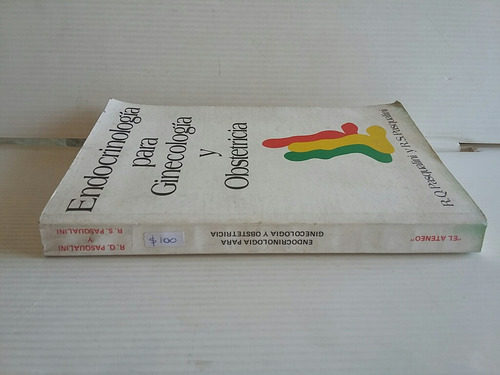 Endocrinología
para
Ginecología
y
Obstetricia
R.Q. Pasqualini y R.S. Pasqualini
R. Q. PASQUALINI
Y
R. S. PASQUALINI
$ 100
ENDOCRINOLOGIA PARA
GINECOLOGIA Y OBSTETRICIA
"EL ATENEO"